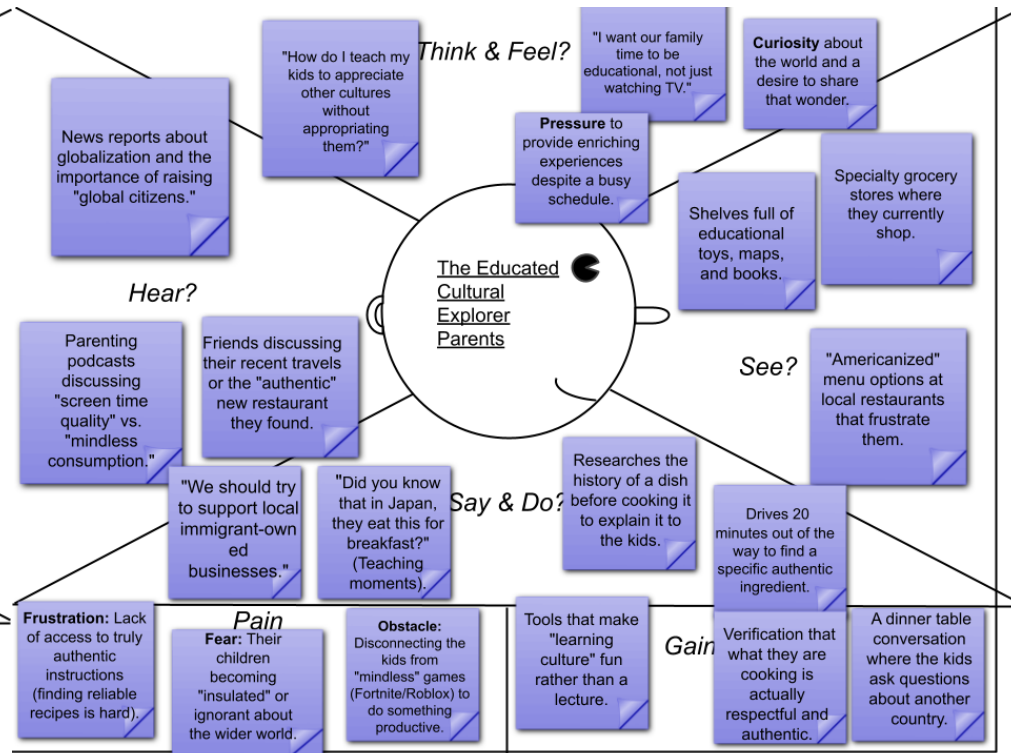 Think & Feel?
"How do I teach my
kids to appreciate
other cultures
without
appropriating
them?"
"I want our family
time to be
educational, not just
watching TV."
Curiosity about
the world and a
desire to share
that wonder.
Pressure to
provide enriching
experiences
despite a busy
schedule.
News reports about
globalization and the
importance of raising
"global citizens."
Hear?
Parenting
podcasts
discussing
"screen time
quality" vs.
"mindless
consumption."
Friends discussing
their recent travels
or the "authentic"
new restaurant
they found.
The Educated
Cultural
Explorer
Parents
Shelves full of
educational
toys, maps,
and books.
Specialty grocery
stores where
they currently
shop.
See?
"Americanized"
menu options at
local restaurants
that frustrate
them.
Say & Do?
"We should try
to support local
immigrant-own
ed
businesses."
"Did you know
that in Japan,
they eat this for
breakfast?"
(Teaching
moments).
Researches the
history of a dish
before cooking it
to explain it to
the kids.
Drives 20
minutes out of the
way to find a
specific authentic
ingredient.
Pain
Frustration: Lack
of access to truly
authentic
instructions
(finding reliable
recipes is hard).
Fear: Their
children
becoming
"insulated" or
ignorant about
the wider world.
Obstacle:
Disconnecting the
kids from
"mindless" games
(Fortnite/Roblox) to
do something
productive.
Gain
Tools that make
"learning
culture" fun
rather than a
lecture.
Verification that
what they are
cooking is
actually
respectful and
authentic.
A dinner table
conversation
where the kids
ask questions
about another
country.